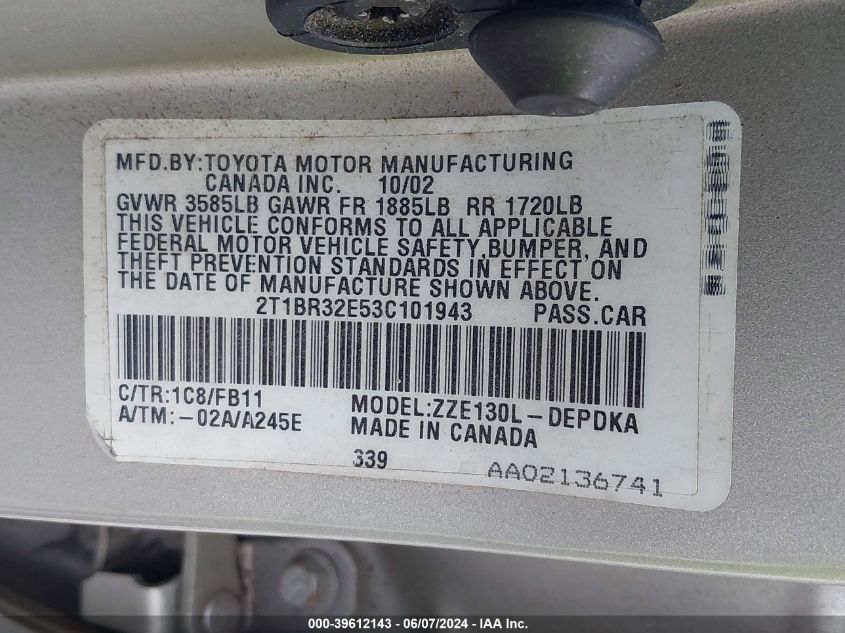 MFD.BY:TOYOTA MOTOR MANUFACTURING
CANADA INC. 10/02
GVWR 3585LB GAWR FR 1885LB RR 1720LB
THIS VEHICLE CONFORMS TO ALL APPLICABLE
FEDERAL MOTOR VEHICLE SAFETY,BUMPER, AND
THEFT PREVENTION STANDARDS IN EFFECT ON
THE DATE OF MANUFACTURE SHOWN ABOVE.
2T1BR32E53C101943 PASS.CAR
C/TR:1C8/FB11 MODEL:ZZE130L-DEPDKA
A/TM:-02A/A245E MADE IN CANADA
339 AA02136741
000-39612143 - 06/07/2024 - IAA Inc.